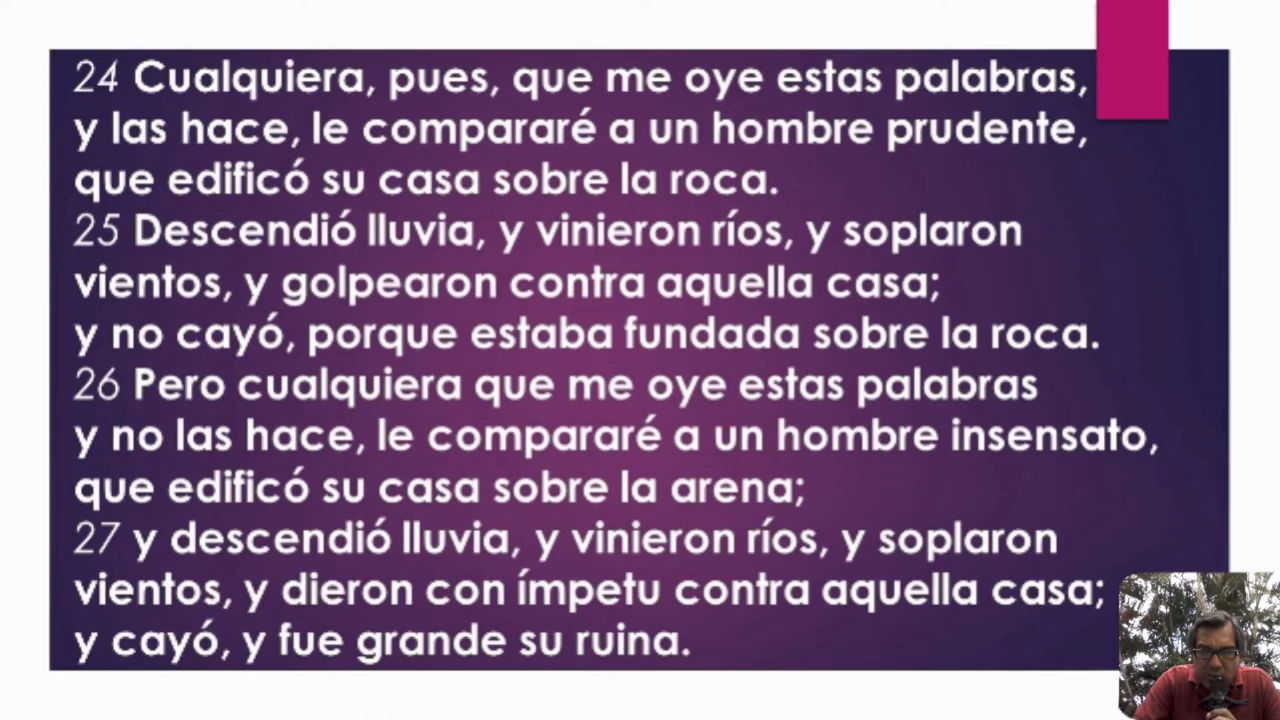 24 Cualquiera, pues, que me oye estas palabras,
y las hace, le compararé a un hombre prudente,
que edificó su casa sobre la roca.
25 Descendió lluvia, y vinieron ríos, y soplaron
vientos, y golpearon contra aquella casa;
y no cayó, porque estaba fundada sobre la roca.
26 Pero cualquiera que me oye estas palabras
y no las hace, le compararé a un hombre insensato,
que edificó su casa sobre la arena;
27 y descendió lluvia, y vinieron ríos, y soplaron
vientos, y dieron con ímpetu contra aquella casa;
y cayó, y fue grande su ruina.